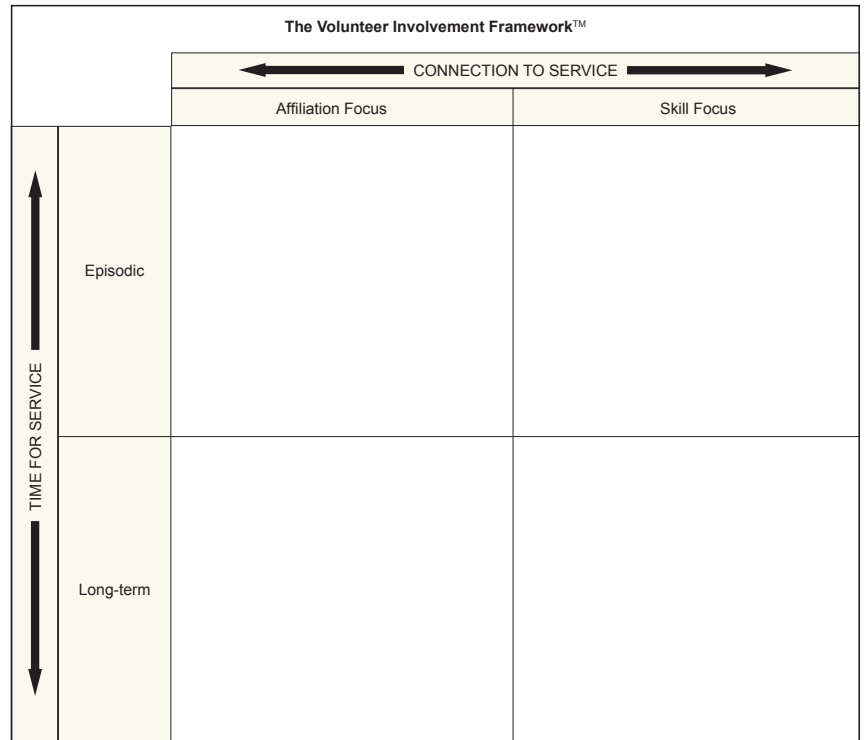 The Volunteer Involvement Framework™
CONNECTION TO SERVICE
Affiliation Focus
Skill Focus
TIME FOR SERVICE
Episodic
Long-term